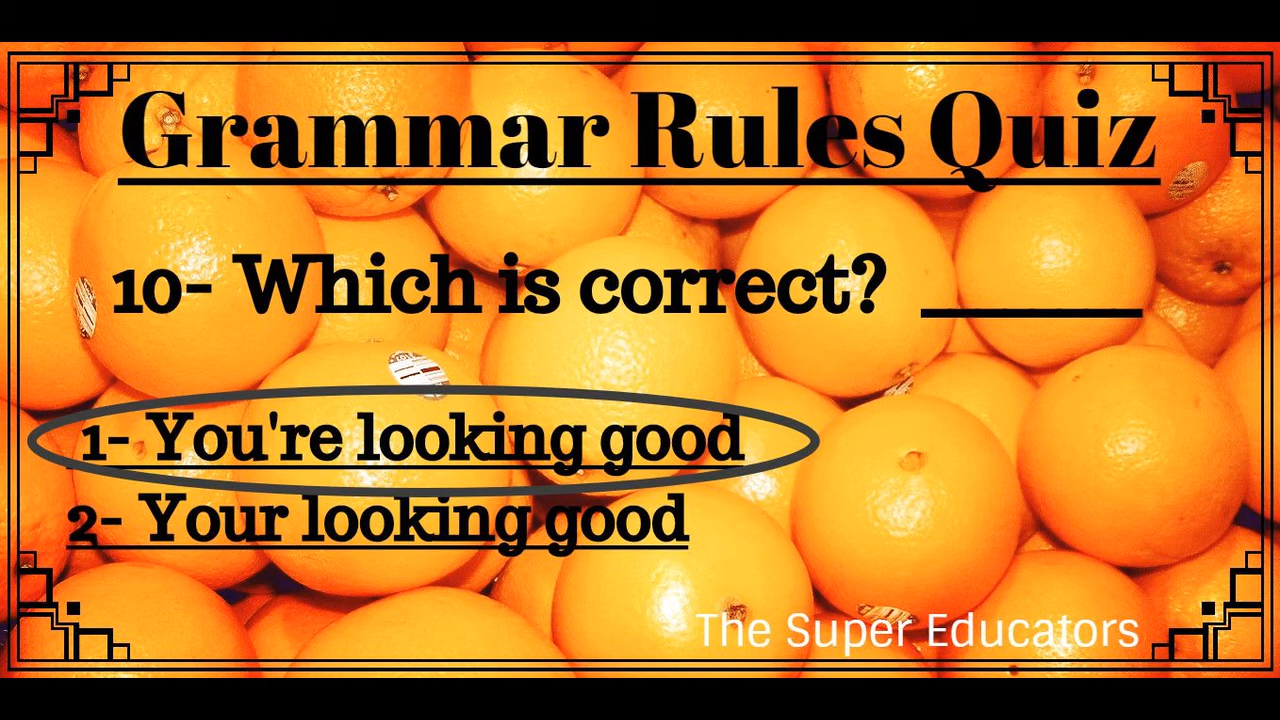 Grammar Rules Quiz
10- Which is correct? ______
1- You're looking good
2- Your looking good
The Super Educators